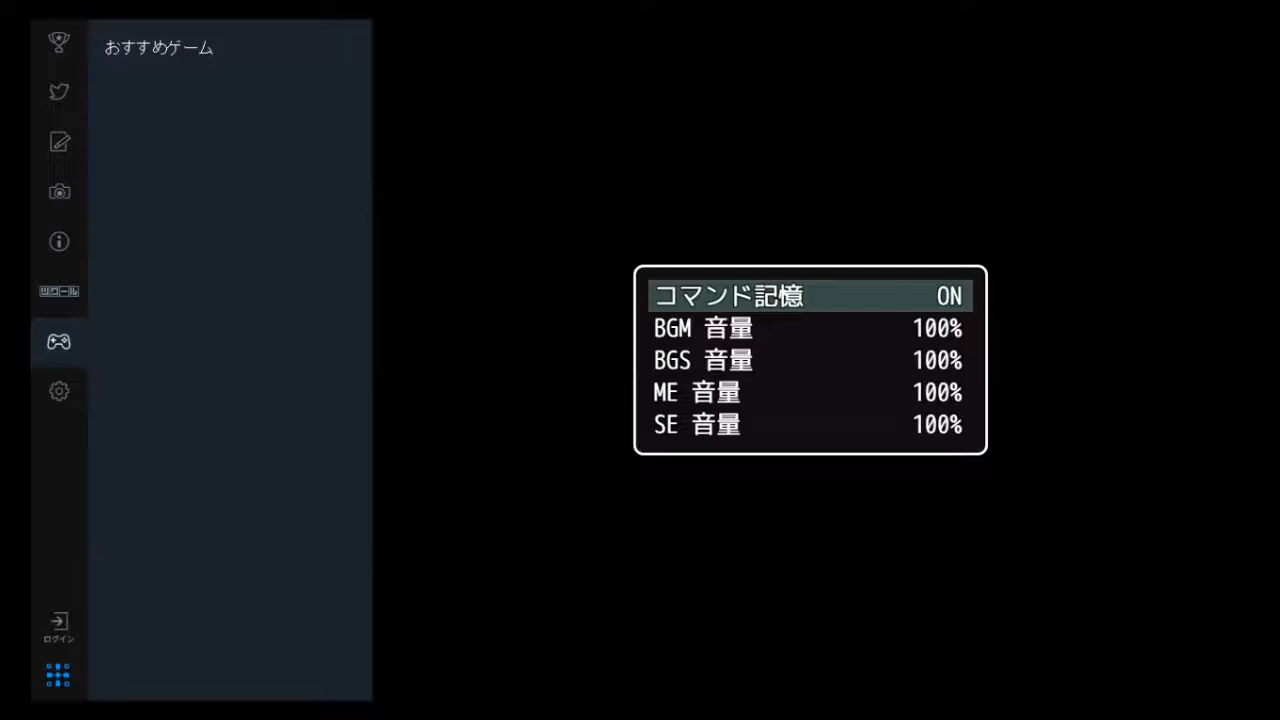 おすすめゲーム
ツクール
ログイン
コマンド記憶 ON
BGM 音量 100%
BGS 音量 100%
ME 音量 100%
SE 音量 100%